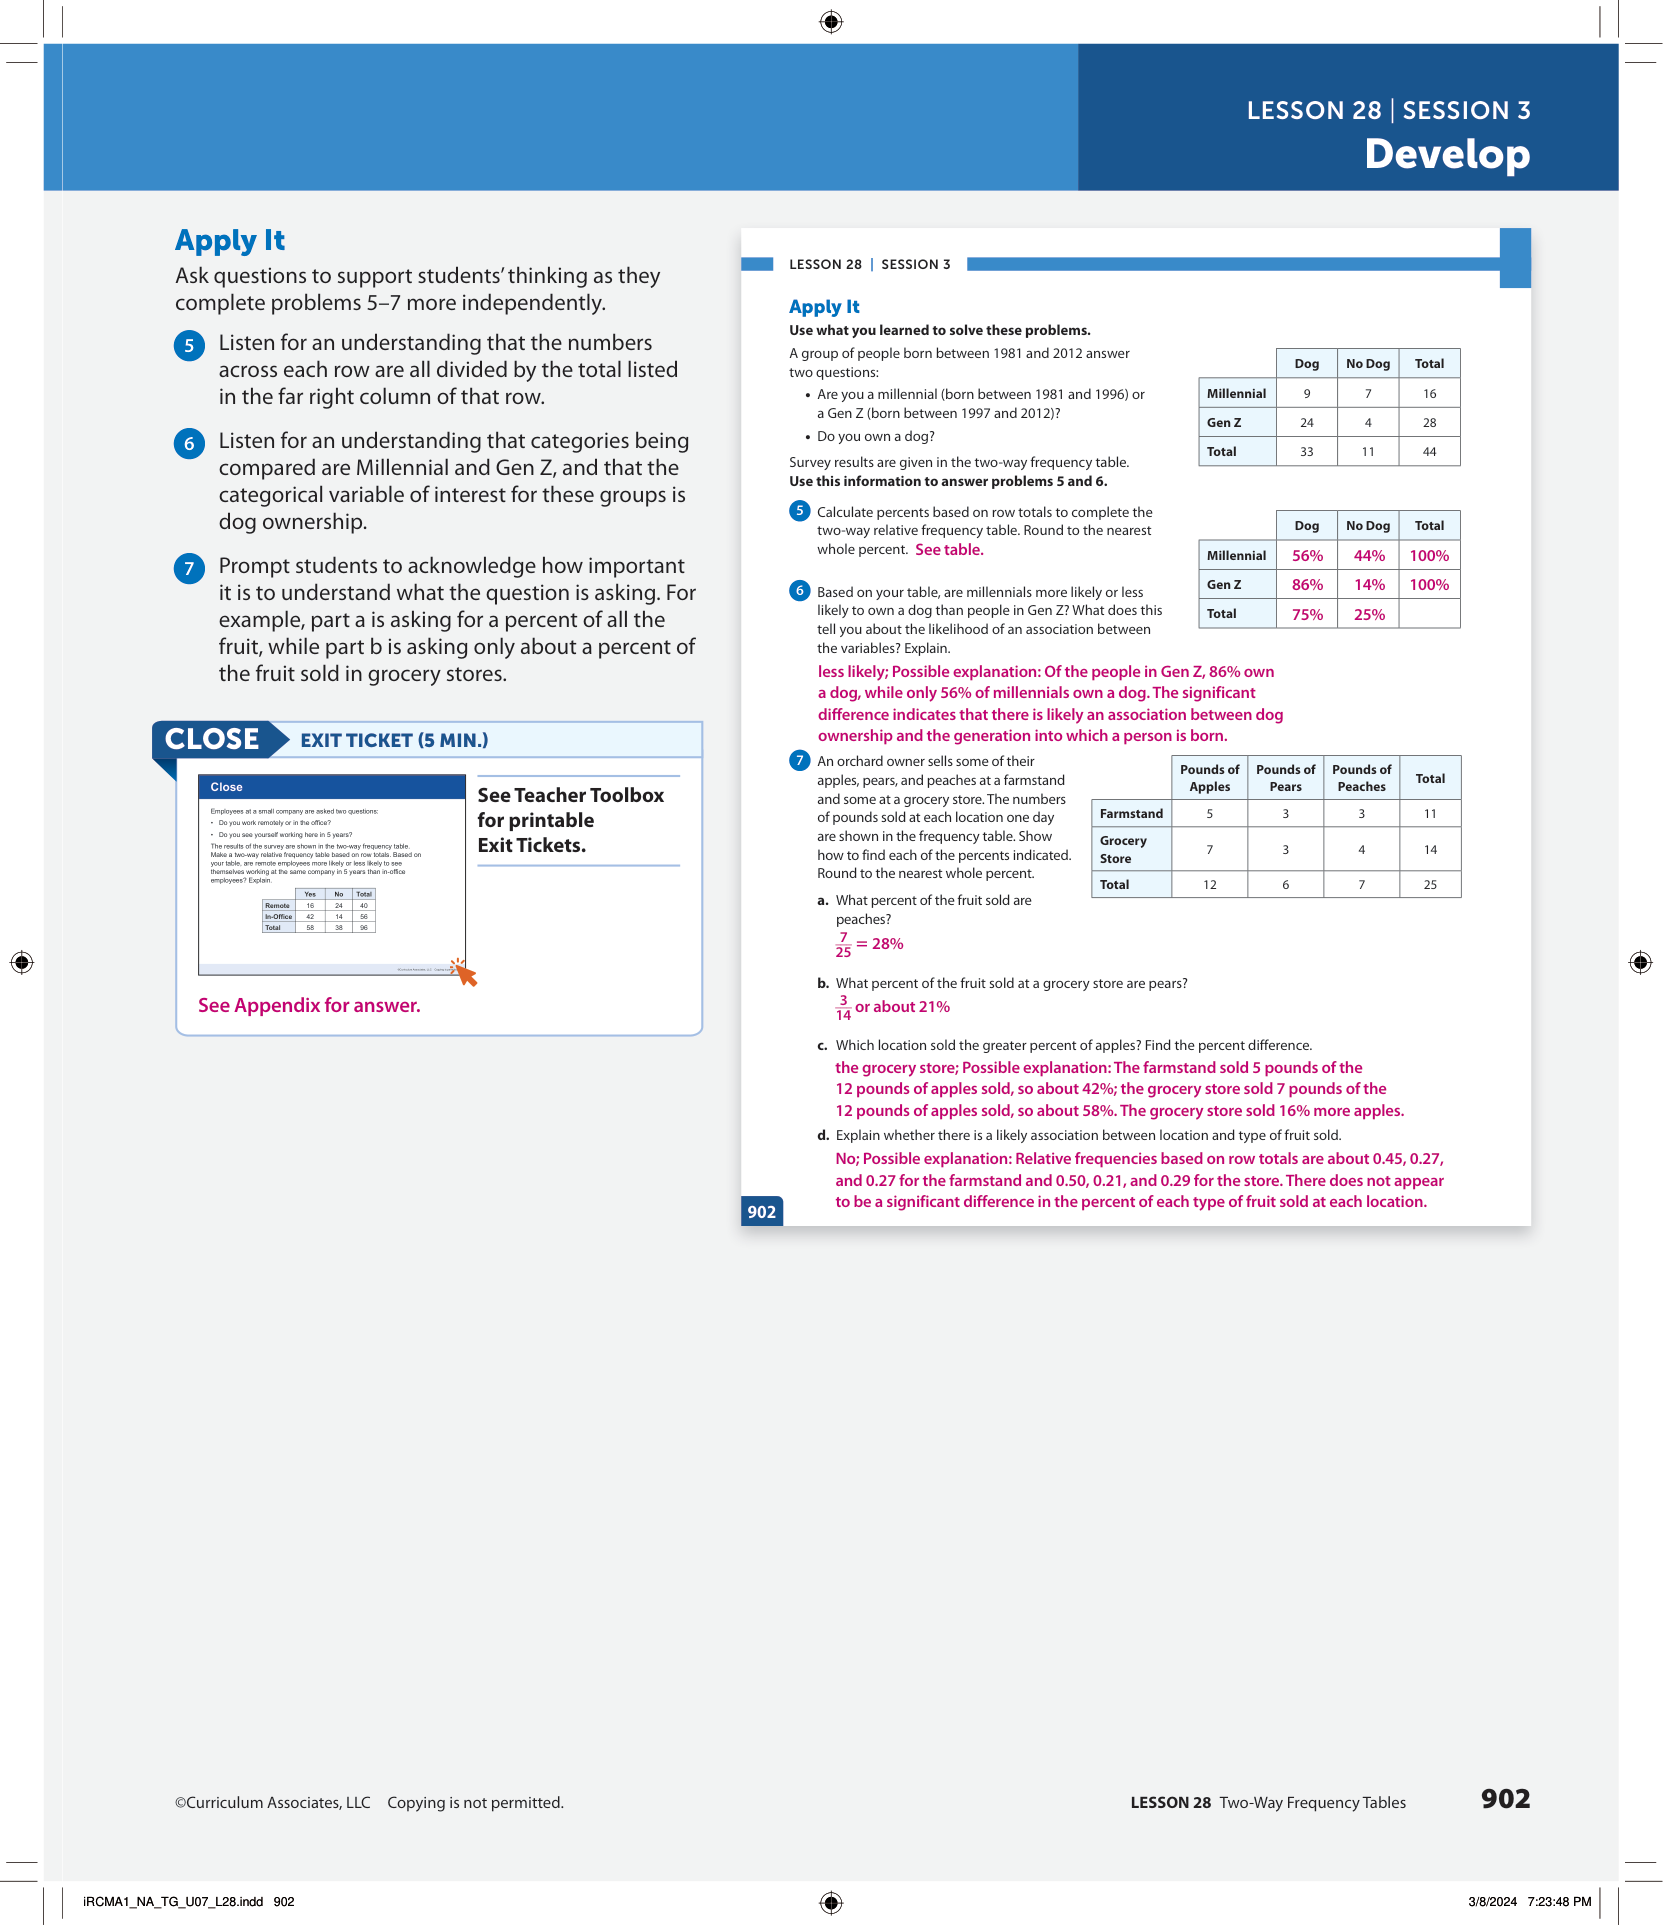 LESSON 28 | SESSION 3
Develop
Apply It
Ask questions to support students’ thinking as they
complete problems 5–7 more independently.
5 Listen for an understanding that the numbers
across each row are all divided by the total listed
in the far right column of that row.
6 Listen for an understanding that categories being
compared are Millennial and Gen Z, and that the
categorical variable of interest for these groups is
dog ownership.
7 Prompt students to acknowledge how important
it is to understand what the question is asking. For
example, part a is asking for a percent of all the
fruit, while part b is asking only about a percent of
the fruit sold in grocery stores.
CLOSE EXIT TICKET (5 MIN.)
Close
Employees at a small company are asked two questions:
• Do you work remotely or in the office?
• Do you see yourself working here in 5 years?
The results of the survey are shown in the two-way frequency table.
Make a two-way relative frequency table based on row totals. Based on
your table, are remote employees more likely or less likely to see
themselves working at the same company in 5 years than in-office
employees? Explain.
Yes No Total
Remote 16 24 40
In-Office 42 14 56
Total 58 38 96
See Teacher Toolbox
for printable
Exit Tickets.
See Appendix for answer.
LESSON 28 | SESSION 3
Apply It
Use what you learned to solve these problems.
A group of people born between 1981 and 2012 answer
two questions:
• Are you a millennial (born between 1981 and 1996) or
a Gen Z (born between 1997 and 2012)?
• Do you own a dog?
Survey results are given in the two-way frequency table.
Use this information to answer problems 5 and 6.
Dog No Dog Total
Millennial 9 7 16
Gen Z 24 4 28
Total 33 11 44
5 Calculate percents based on row totals to complete the
two-way relative frequency table. Round to the nearest
whole percent. See table.
Dog No Dog Total
Millennial 56% 44% 100%
Gen Z 86% 14% 100%
Total 75% 25%
6 Based on your table, are millennials more likely or less
likely to own a dog than people in Gen Z? What does this
tell you about the likelihood of an association between
the variables? Explain.
less likely; Possible explanation: Of the people in Gen Z, 86% own
a dog, while only 56% of millennials own a dog. The significant
difference indicates that there is likely an association between dog
ownership and the generation into which a person is born.
7 An orchard owner sells some of their
apples, pears, and peaches at a farmstand
and some at a grocery store. The numbers
of pounds sold at each location one day
are shown in the frequency table. Show
how to find each of the percents indicated.
Round to the nearest whole percent.
Pounds of Apples Pounds of Pears Pounds of Peaches Total
Farmstand 5 3 3 11
Grocery Store 7 3 4 14
Total 12 6 7 25
a. What percent of the fruit sold are
peaches?
7/25 = 28%
b. What percent of the fruit sold at a grocery store are pears?
3/14 or about 21%
c. Which location sold the greater percent of apples? Find the percent difference.
the grocery store; Possible explanation: The farmstand sold 5 pounds of the
12 pounds of apples sold, so about 42%; the grocery store sold 7 pounds of the
12 pounds of apples sold, so about 58%. The grocery store sold 16% more apples.
d. Explain whether there is a likely association between location and type of fruit sold.
No; Possible explanation: Relative frequencies based on row totals are about 0.45, 0.27,
and 0.27 for the farmstand and 0.50, 0.21, and 0.29 for the store. There does not appear
to be a significant difference in the percent of each type of fruit sold at each location.
902
©Curriculum Associates, LLC Copying is not permitted.
LESSON 28 Two-Way Frequency Tables 902
iRCMA1_NA_TG_U07_L28.indd 902
3/8/2024 7:23:48 PM